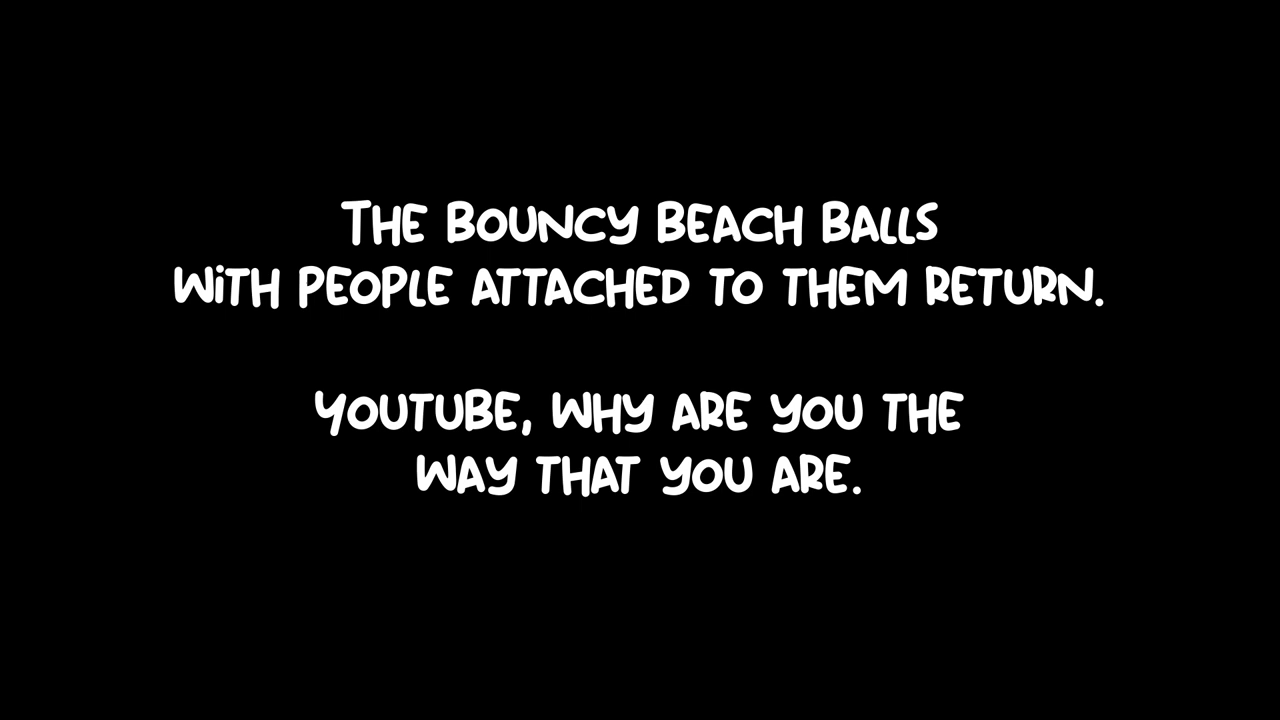 THE BOUNCY BEACH BALLS
WiTH PEOPLE ATTACHED TO THEM RETURN.
YOUTUBE, WHY ARE YOU THE
WAY THAT YOU ARE.